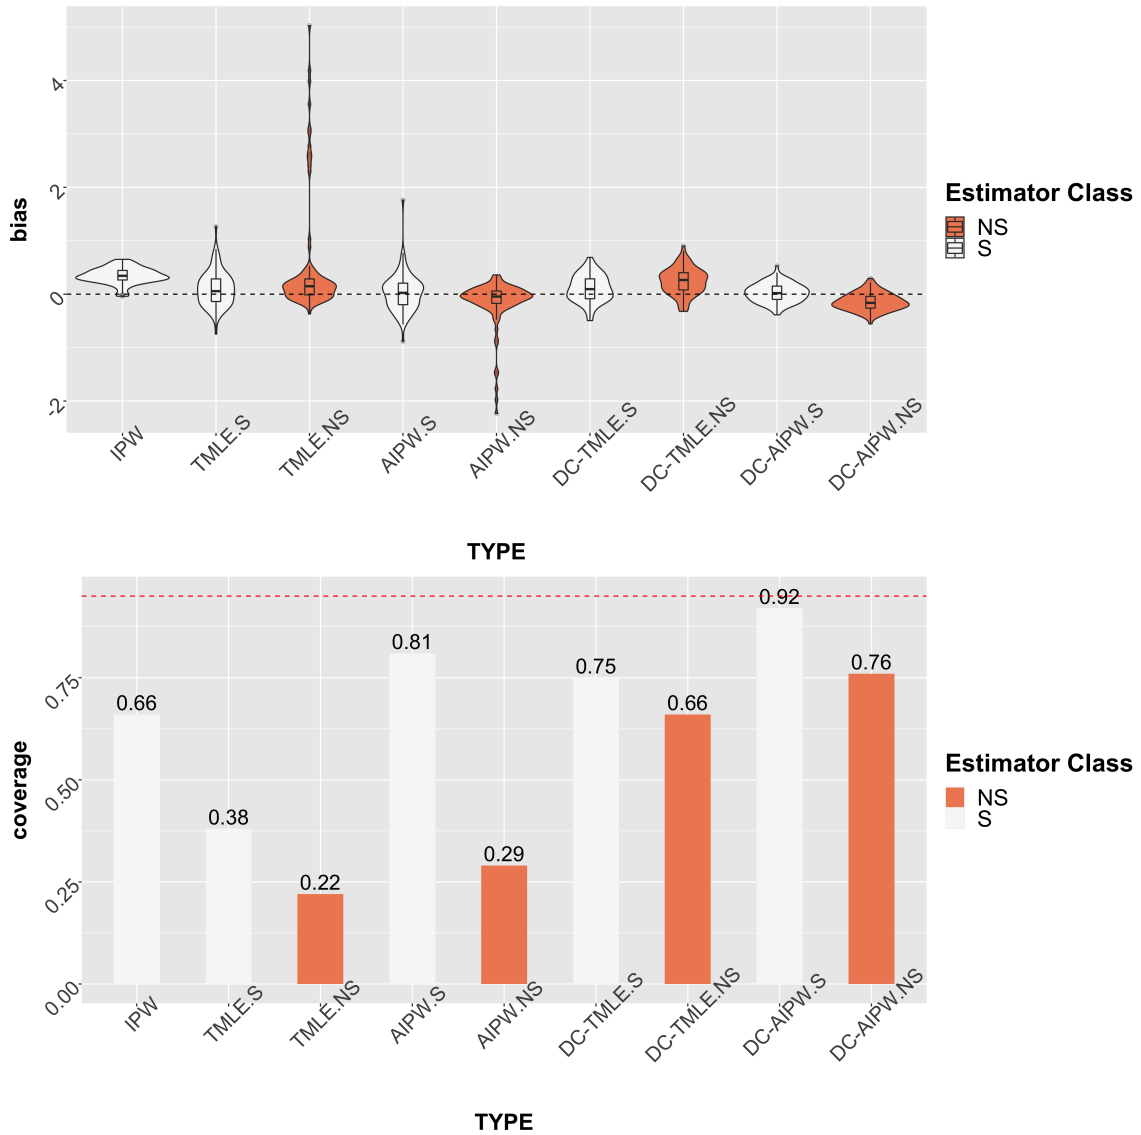 bias
4
2
0
-2
IPW
TMLE.S
TMLE.NS
AIPW.S
AIPW.NS
DC-TMLE.S
DC-TMLE.NS
DC-AIPW.S
DC-AIPW.NS
TYPE
Estimator Class
NS
S
coverage
0.75
0.50
0.25
0.00
0.66
0.38
0.22
0.81
0.29
0.75
0.66
0.92
0.76
IPW
TMLE.S
TMLE.NS
AIPW.S
AIPW.NS
DC-TMLE.S
DC-TMLE.NS
DC-AIPW.S
DC-AIPW.NS
TYPE
Estimator Class
NS
S